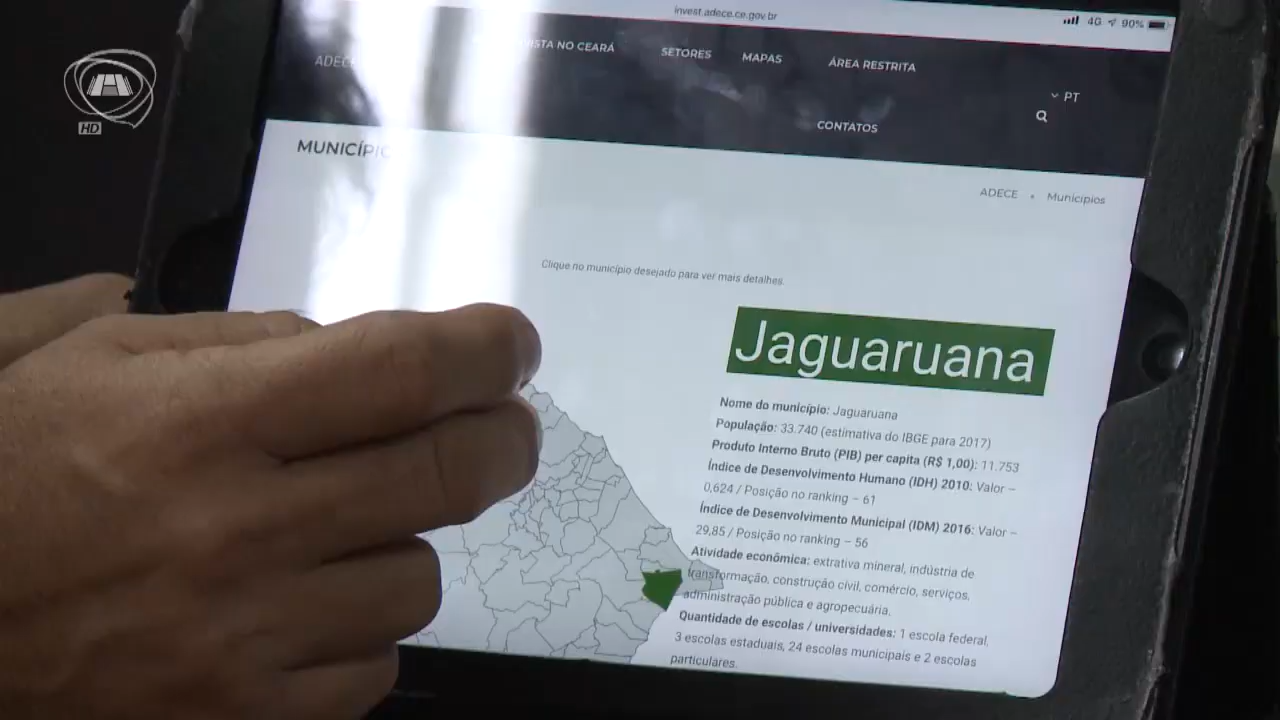 invest.adece.ce.gov.br
4G 90%
NO CEARÁ SETORES MAPAS ÁREA RESTRITA
PT
CONTATOS
HD
ADECE • Municípios
Clique no município desejado para ver mais detalhes.
Jaguaruana
Nome do município: Jaguaruana
População: 33.740 (estimativa do IBGE para 2017)
Produto Interno Bruto (PIB) per capita (R$ 1,00): 11.753
Índice de Desenvolvimento Humano (IDH) 2010: Valor –
0,624 / Posição no ranking – 61
Índice de Desenvolvimento Municipal (IDM) 2016: Valor –
29,85 / Posição no ranking – 56
Atividade econômica: extrativa mineral, indústria de
transformação, construção civil, comércio, serviços,
administração pública e agropecuária.
Quantidade de escolas / universidades: 1 escola federal,
3 escolas estaduais, 24 escolas municipais e 2 escolas
particulares.